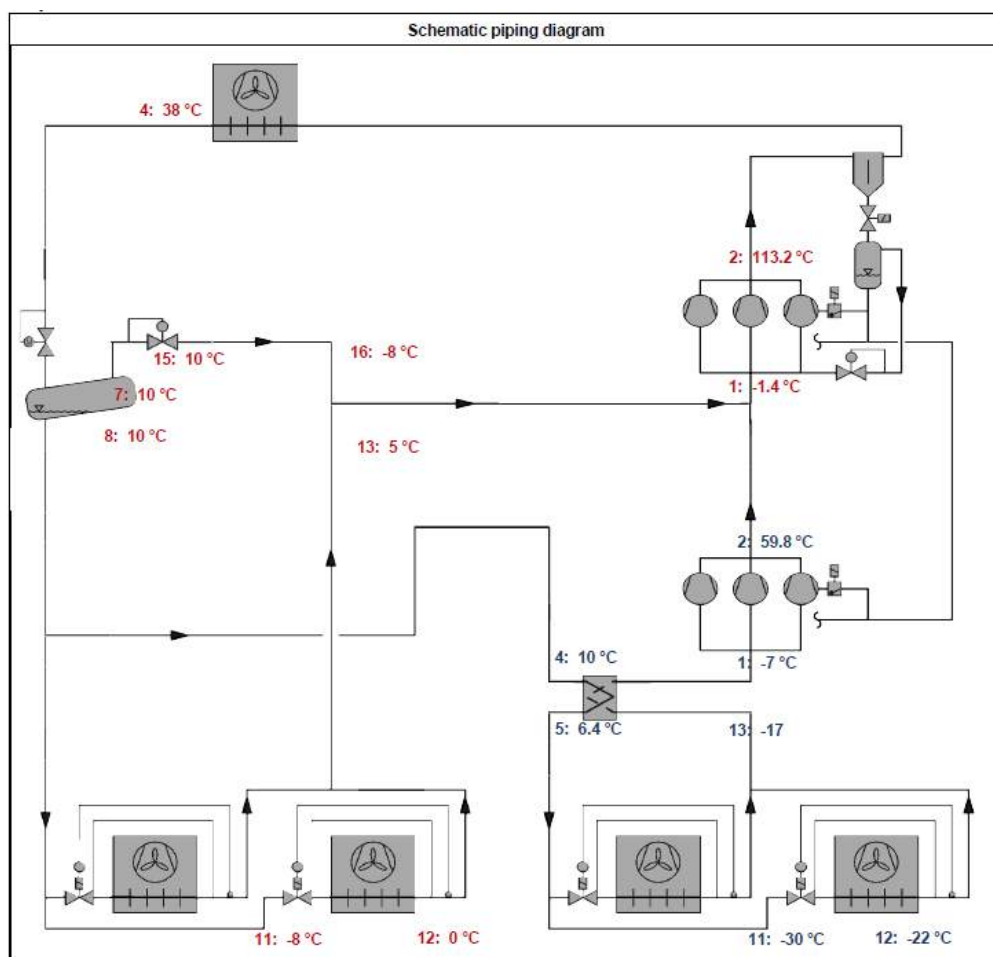 Schematic piping diagram
4: 38 °C
2: 113.2 °C
15: 10 °C
16: -8 °C
7: 10 °C
1: -1.4 °C
8: 10 °C
13: 5 °C
2: 59.8 °C
4: 10 °C
1: -7 °C
5: 6.4 °C
13: -17
11: -8 °C
12: 0 °C
11: -30 °C
12: -22 °C